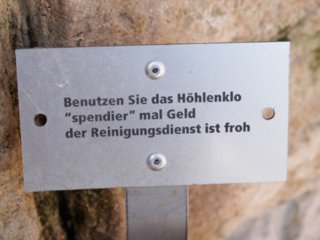 Benutzen Sie das Höhlenklo
"spendier" mal Geld
der Reinigungsdienst ist froh